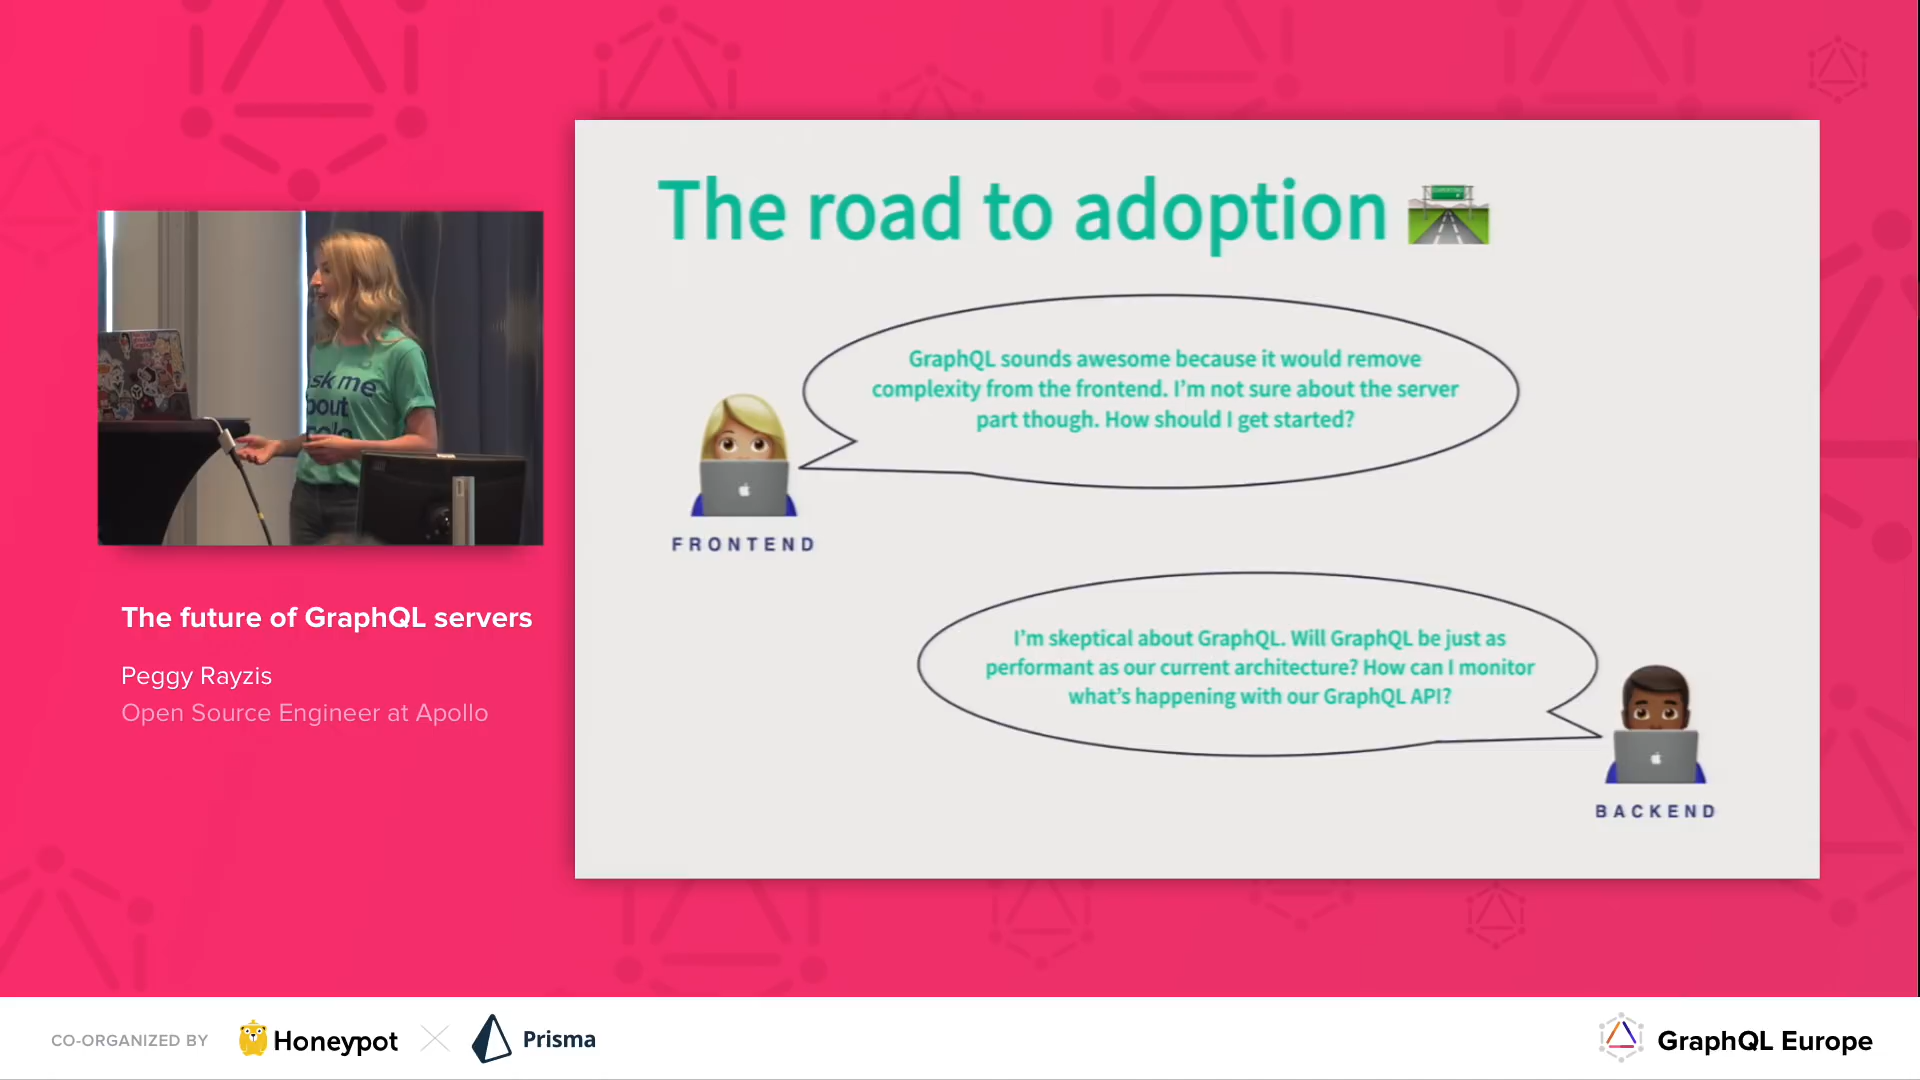 The road to adoption
GraphQL sounds awesome because it would remove
complexity from the frontend. I'm not sure about the server
part though. How should I get started?
FRONTEND
I'm skeptical about GraphQL. Will GraphQL be just as
performant as our current architecture? How can I monitor
what's happening with our GraphQL API?
BACKEND
sk me
bout
The future of GraphQL servers
Peggy Rayzis
Open Source Engineer at Apollo
CO-ORGANIZED BY
Honeypot
Prisma
GraphQL Europe